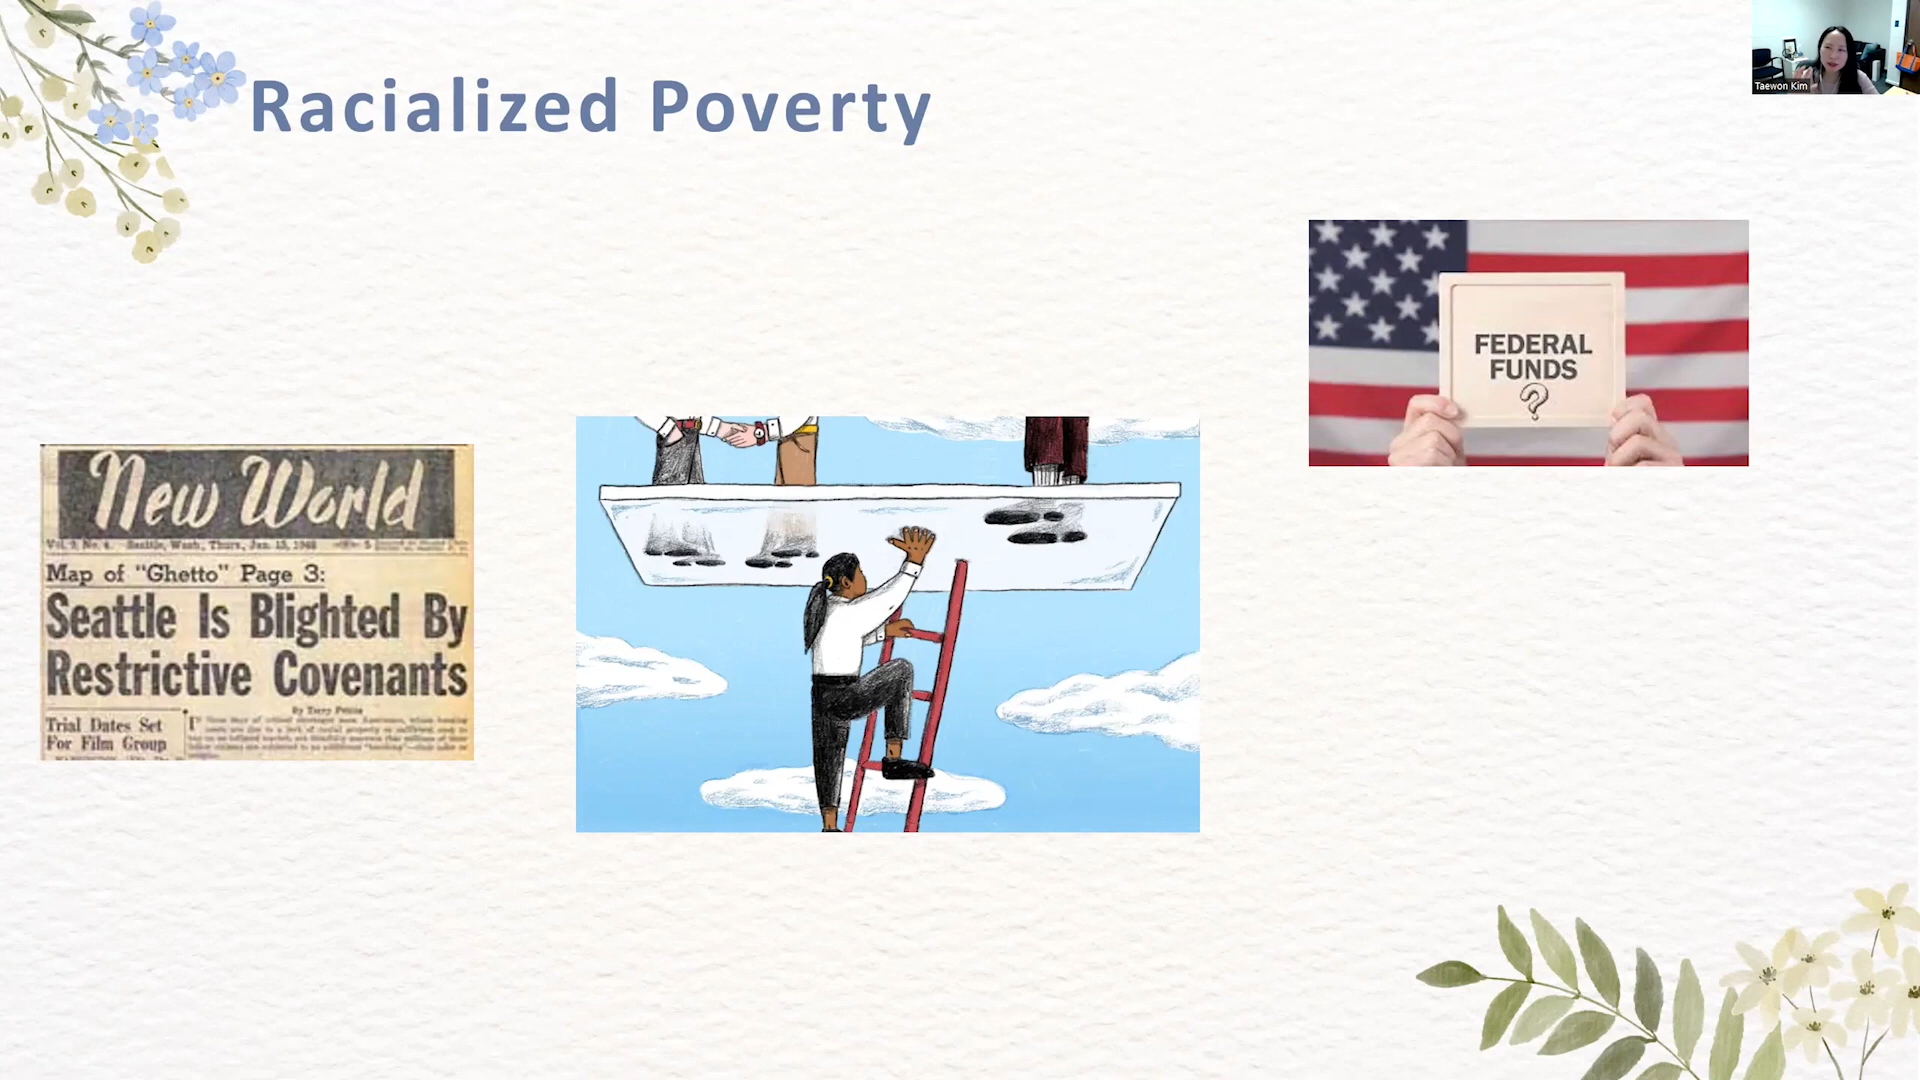 Racialized Poverty
Taewon Kim
FEDERAL
FUNDS
?
New World
Vol. 3, No. 4. Seattle, Wash., Thurs., Jan. 15, 1948
Map of "Ghetto" Page 3:
Seattle Is Blighted By
Restrictive Covenants
By Terry Pettus
Trial Dates Set
For Film Group